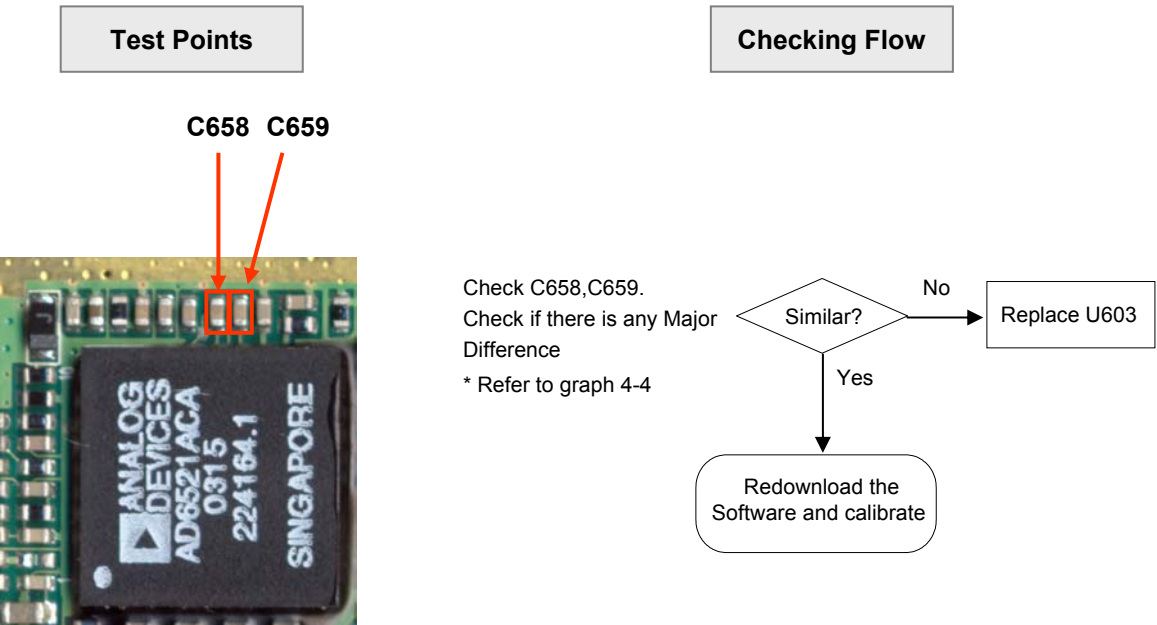 Test Points
Checking Flow
C658 C659
Check C658,C659.
Check if there is any Major
Difference
* Refer to graph 4-4
Similar?
No
Replace U603
Yes
Redownload the
Software and calibrate
ANALOG
DEVICES
AD6521ACA
0315
224164.1
SINGAPORE